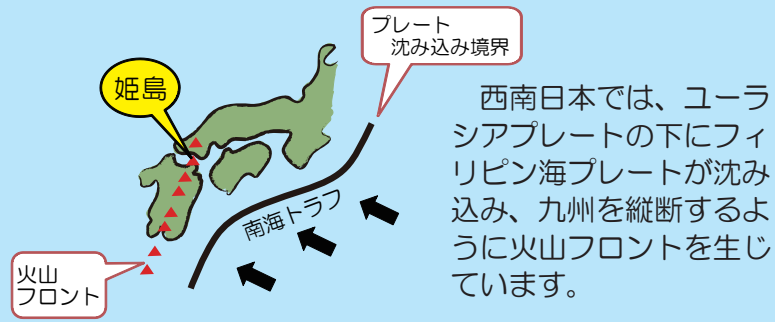 プレート
沈み込み境界
姫島
南海トラフ
火山
フロント
西南日本では、ユーラ
シアプレートの下にフィ
リピン海プレートが沈み
込み、九州を縦断するよ
うに火山フロントを生じ
ています。